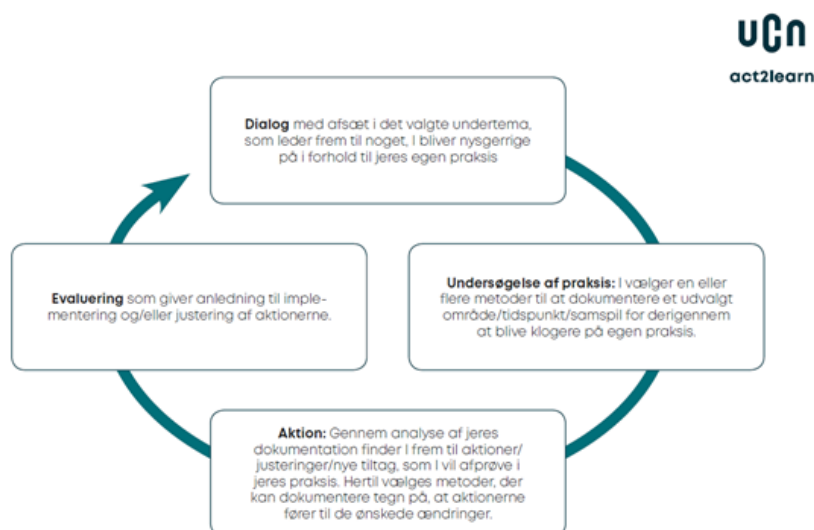 ucn
act2learn
Dialog med afsæt i det valgte undertema,
som leder frem til noget, I bliver nysgerrige
på i forhold til jeres egen praksis
Undersøgelse af praksis: I vælger en eller
flere metoder til at dokumentere et udvalgt
område/tidspunkt/samspil for derigennem
at blive klogere på egen praksis.
Aktion: Gennem analyse af jeres
dokumentation finder I frem til aktioner/
justeringer/nye tiltag, som I vil afprøve i
jeres praksis. Hertil vælges metoder, der
kan dokumentere tegn på, at aktionerne
fører til de ønskede ændringer.
Evaluering som giver anledning til imple-
mentering og/eller justering af aktionerne.